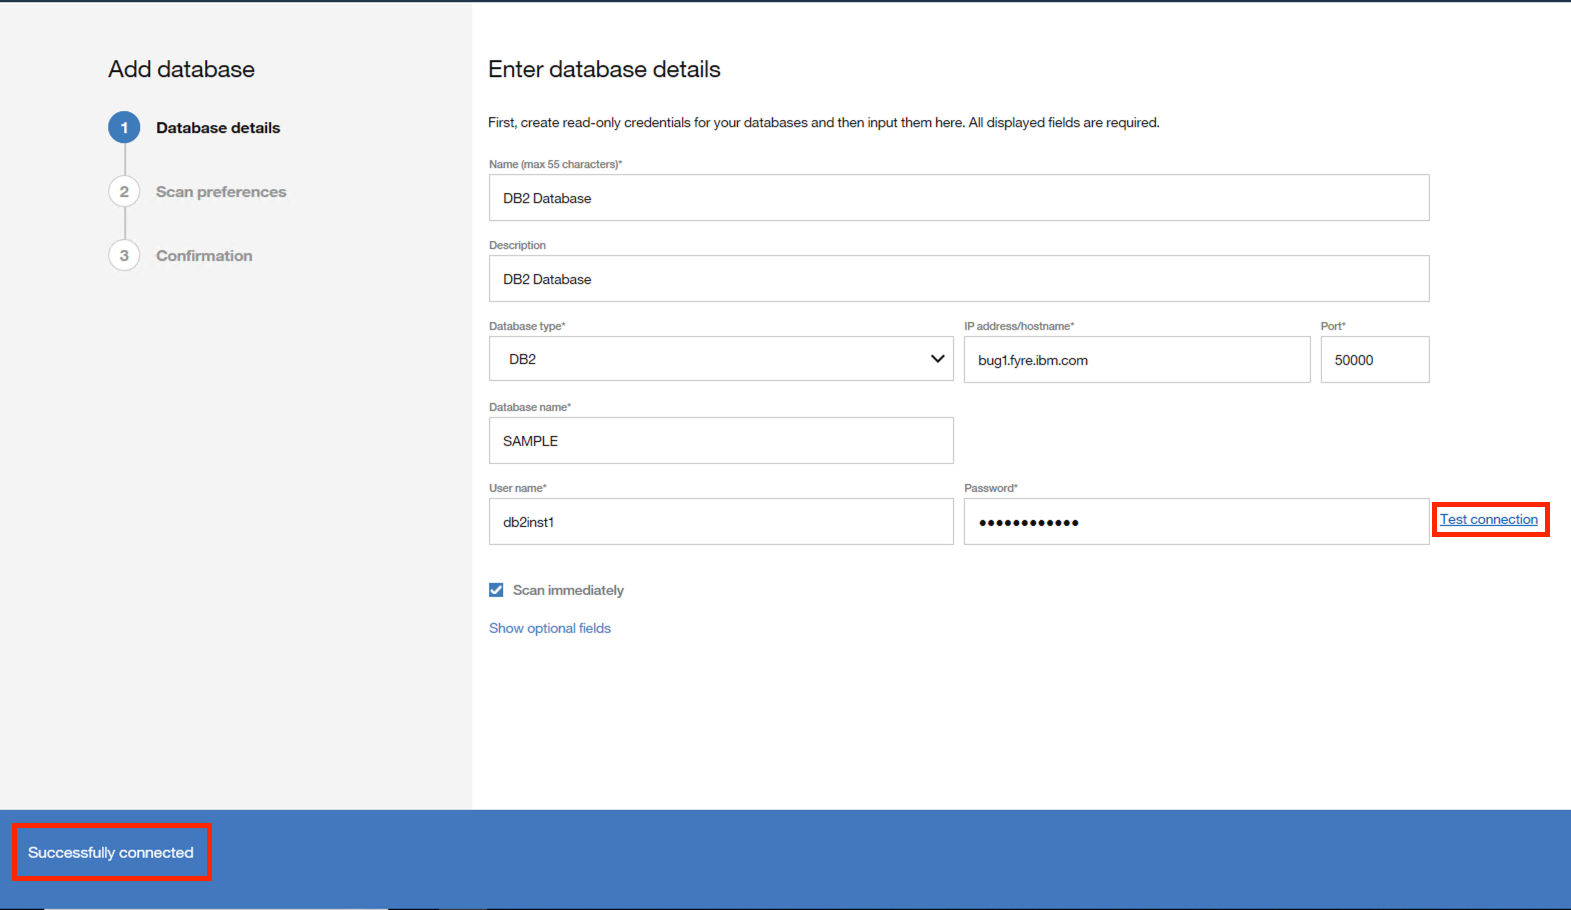 Add database
1 Database details
2 Scan preferences
3 Confirmation
Enter database details
First, create read-only credentials for your databases and then input them here. All displayed fields are required.
Name (max 55 characters)*
DB2 Database
Description
DB2 Database
Database type* IP address/hostname* Port*
DB2 bug1.fyre.ibm.com 50000
Database name*
SAMPLE
User name* Password*
db2inst1 ●●●●●●●●●●●● Test connection
Scan immediately
Show optional fields
Successfully connected